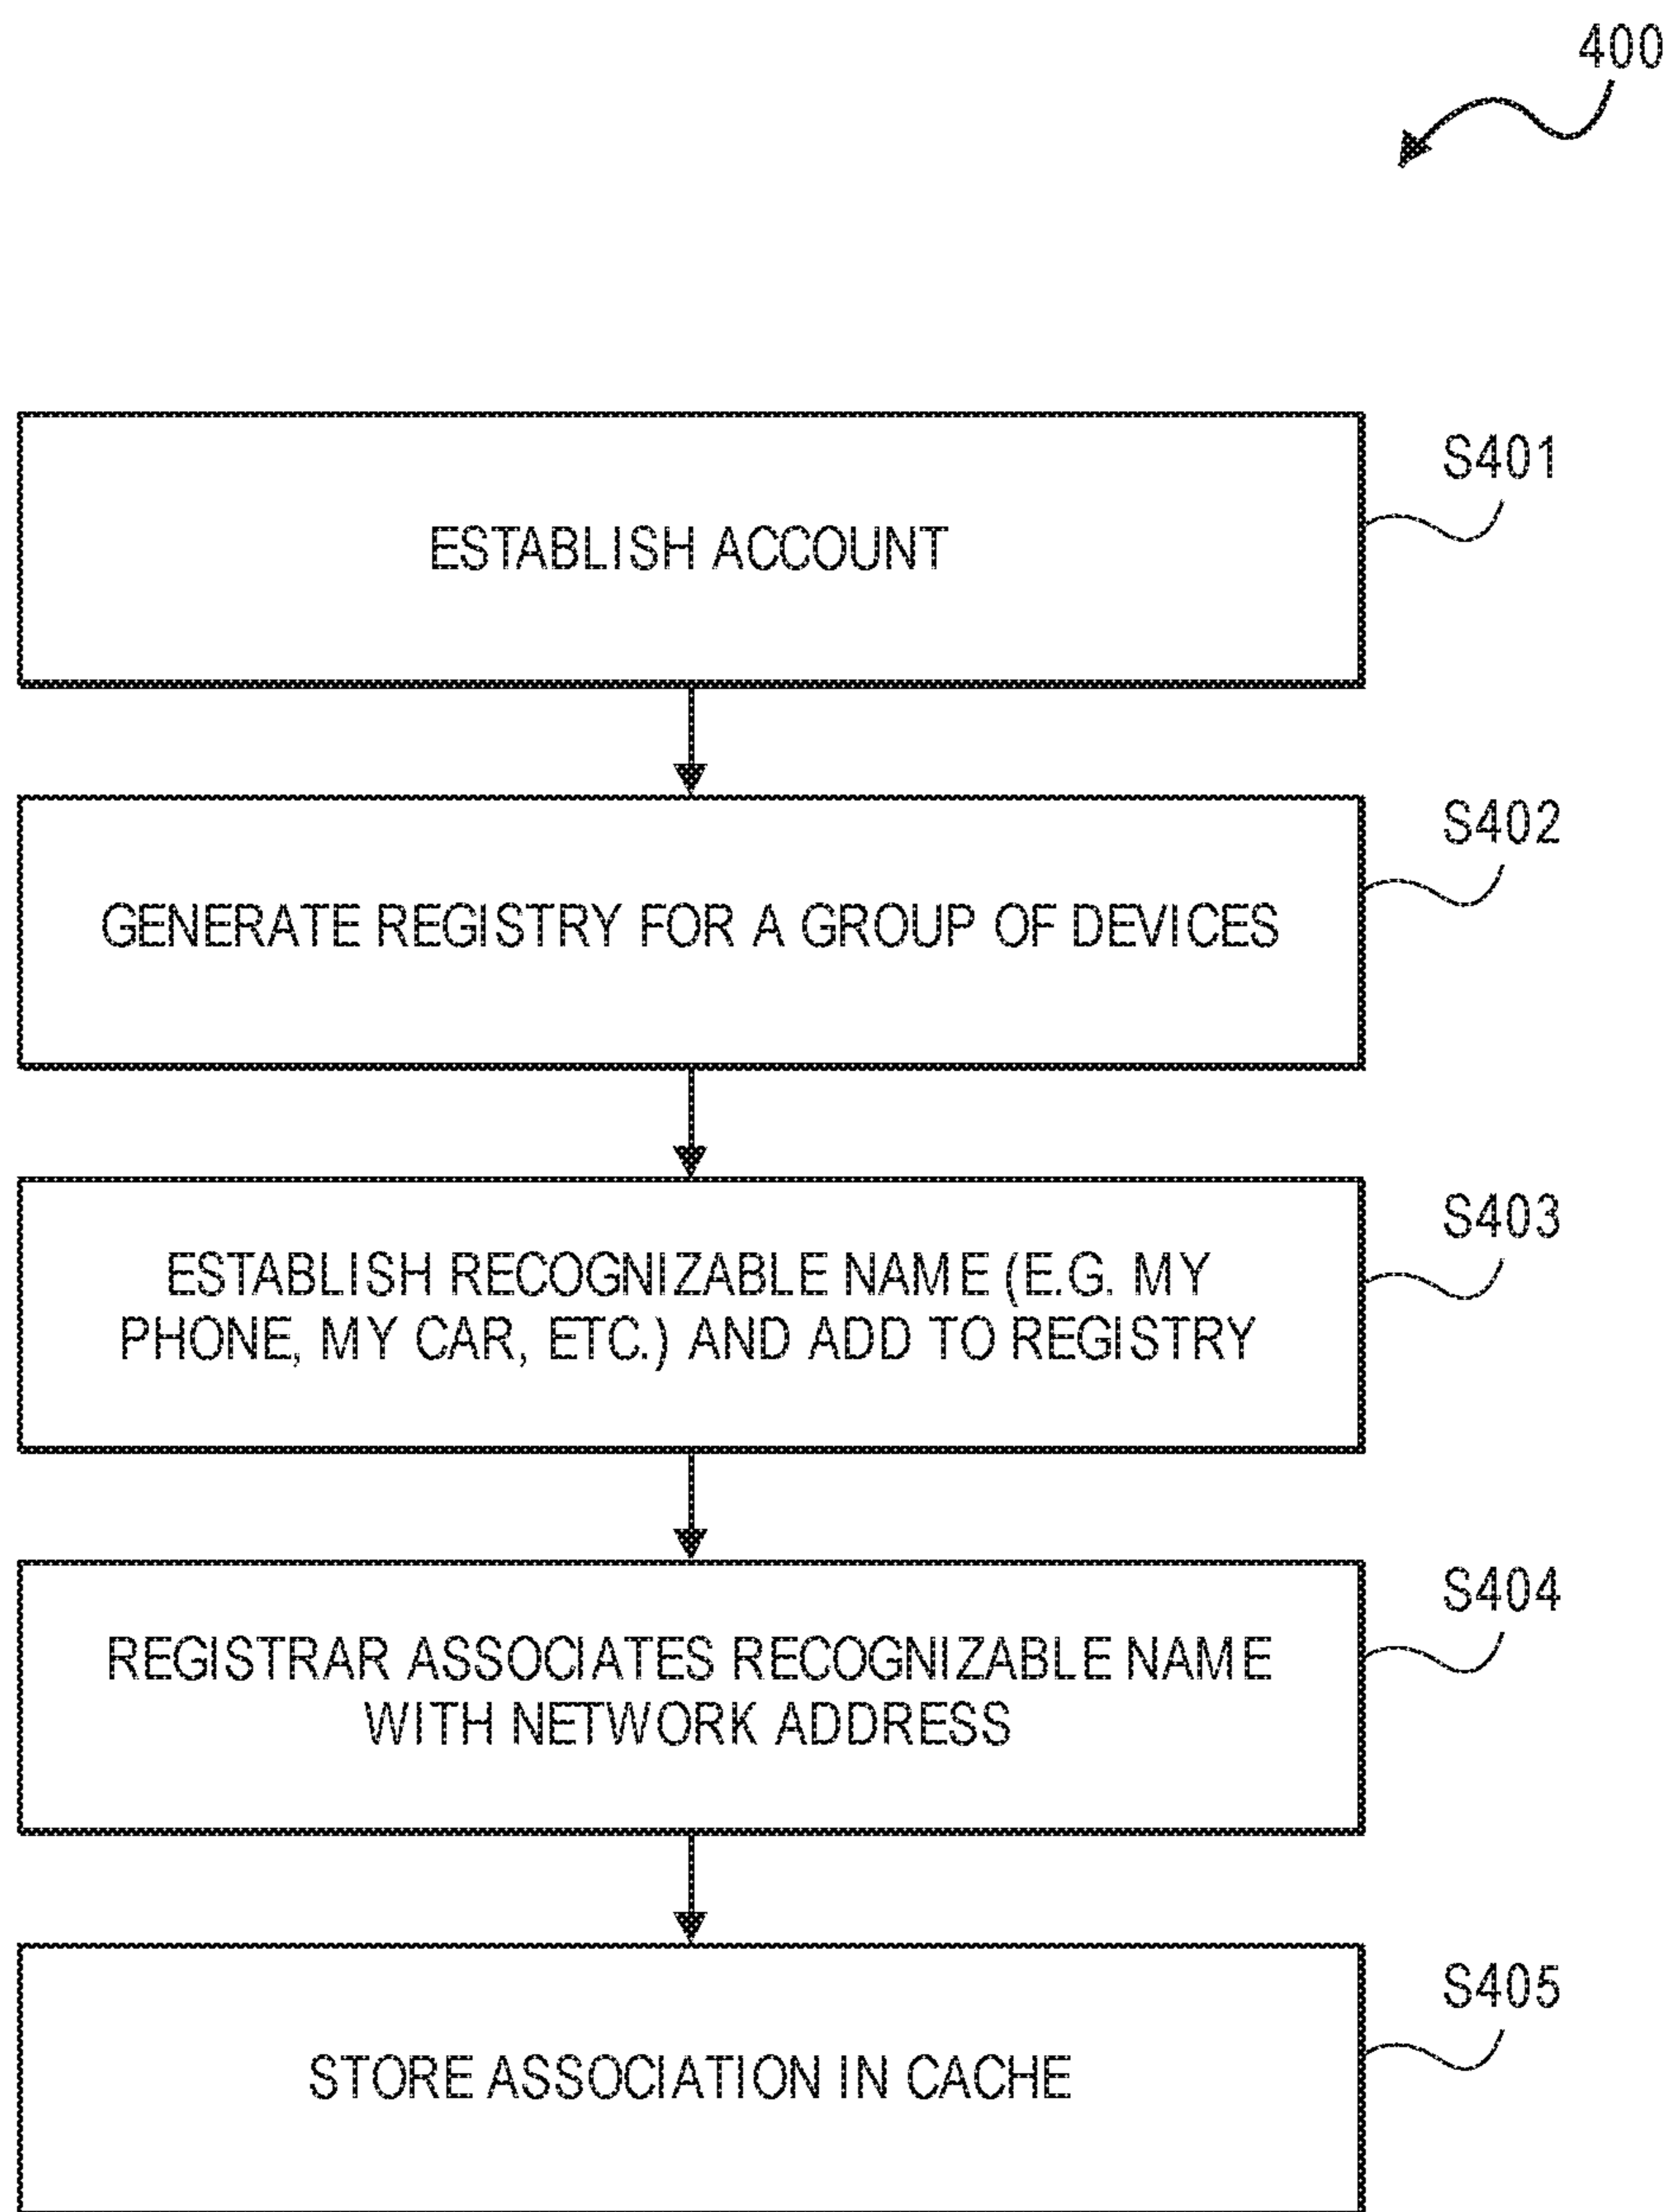 400
S401
ESTABLISH ACCOUNT
S402
GENERATE REGISTRY FOR A GROUP OF DEVICES
S403
ESTABLISH RECOGNIZABLE NAME (E.G. MY
PHONE, MY CAR, ETC.) AND ADD TO REGISTRY
S404
REGISTRAR ASSOCIATES RECOGNIZABLE NAME
WITH NETWORK ADDRESS
S405
STORE ASSOCIATION IN CACHE